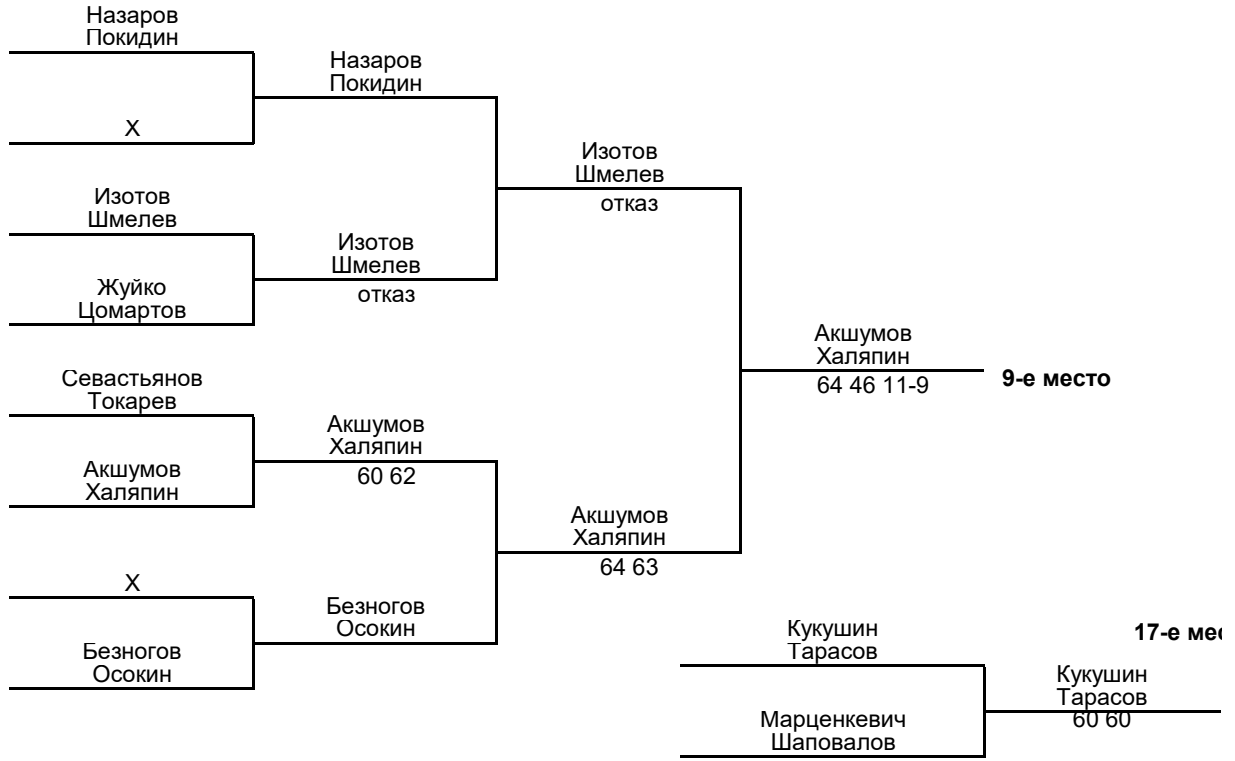 Назаров
Покидин
Х
Изотов
Шмелев
Жуйко
Цомартов
Севастьянов
Токарев
Акшумов
Халяпин
Х
Безногов
Осокин
Назаров
Покидин
Изотов
Шмелев
отказ
Акшумов
Халяпин
60 62
Безногов
Осокин
Изотов
Шмелев
отказ
Акшумов
Халяпин
64 63
Акшумов
Халяпин
64 46 11-9
9-е место
Кукушин
Тарасов
Марценкевич
Шаповалов
17-е мес
Кукушин
Тарасов
60 60